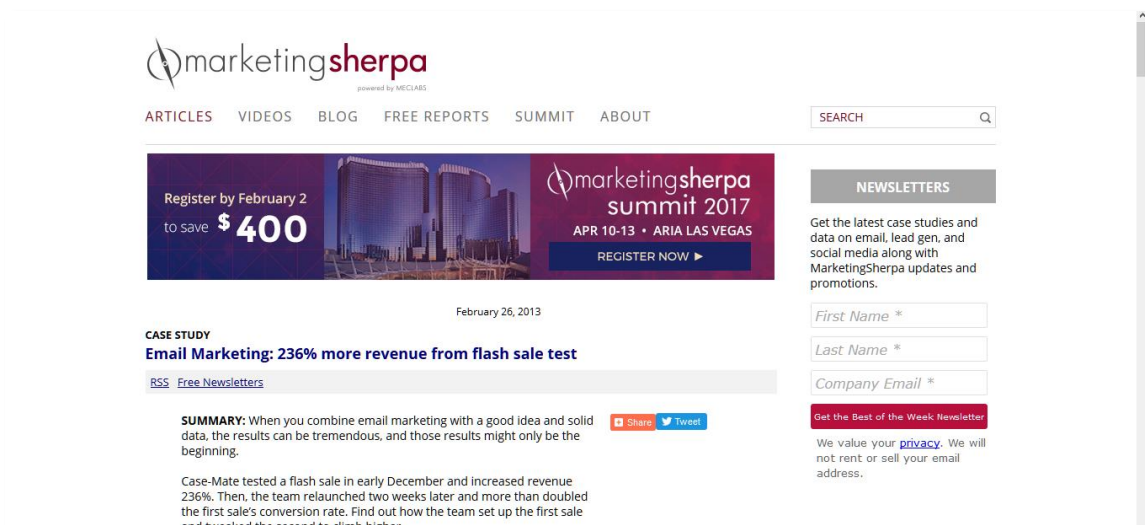 marketingsherpa
powered by MECLABS
ARTICLES VIDEOS BLOG FREE REPORTS SUMMIT ABOUT
SEARCH
Register by February 2
to save $400
marketingsherpa
summit 2017
APR 10-13 • ARIA LAS VEGAS
REGISTER NOW ►
February 26, 2013
CASE STUDY
Email Marketing: 236% more revenue from flash sale test
RSS Free Newsletters
SUMMARY: When you combine email marketing with a good idea and solid
data, the results can be tremendous, and those results might only be the
beginning.
Case-Mate tested a flash sale in early December and increased revenue
236%. Then, the team relaunched two weeks later and more than doubled
the first sale's conversion rate. Find out how the team set up the first sale
and tweaked the second to climb higher.
Share Tweet
NEWSLETTERS
Get the latest case studies and
data on email, lead gen, and
social media along with
MarketingSherpa updates and
promotions.
First Name *
Last Name *
Company Email *
Get the Best of the Week Newsletter
We value your privacy. We will
not rent or sell your email
address.